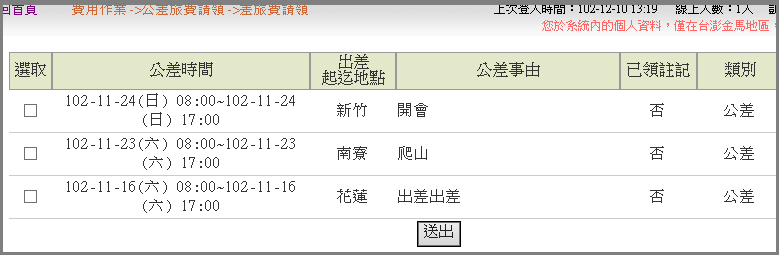 回首頁 費用作業 ->公差旅費請領 ->差旅費請領 上次登入時間：102-12-10 13:19 線上人數：1人
您於系統內的個人資料，僅在台澎金馬地區
選取 公差時間 出差起迄地點 公差事由 已領註記 類別
102-11-24(日) 08:00~102-11-24 (日) 17:00 新竹 開會 否 公差
102-11-23(六) 08:00~102-11-23 (六) 17:00 南寮 爬山 否 公差
102-11-16(六) 08:00~102-11-16 (六) 17:00 花蓮 出差出差 否 公差
送出